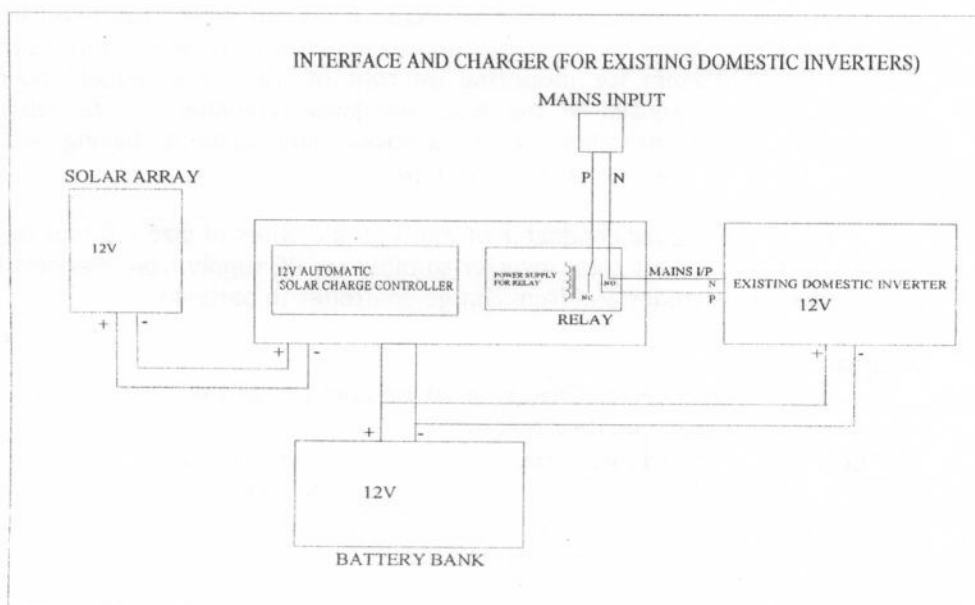 INTERFACE AND CHARGER (FOR EXISTING DOMESTIC INVERTERS)
MAINS INPUT
P N
SOLAR ARRAY
12V
12V AUTOMATIC
SOLAR CHARGE CONTROLLER
POWER SUPPLY
FOR RELAY
NO
NC
RELAY
MAINS I/P
N
P
EXISTING DOMESTIC INVERTER
12V
+ -
+ -
+ -
+ -
12V
BATTERY BANK